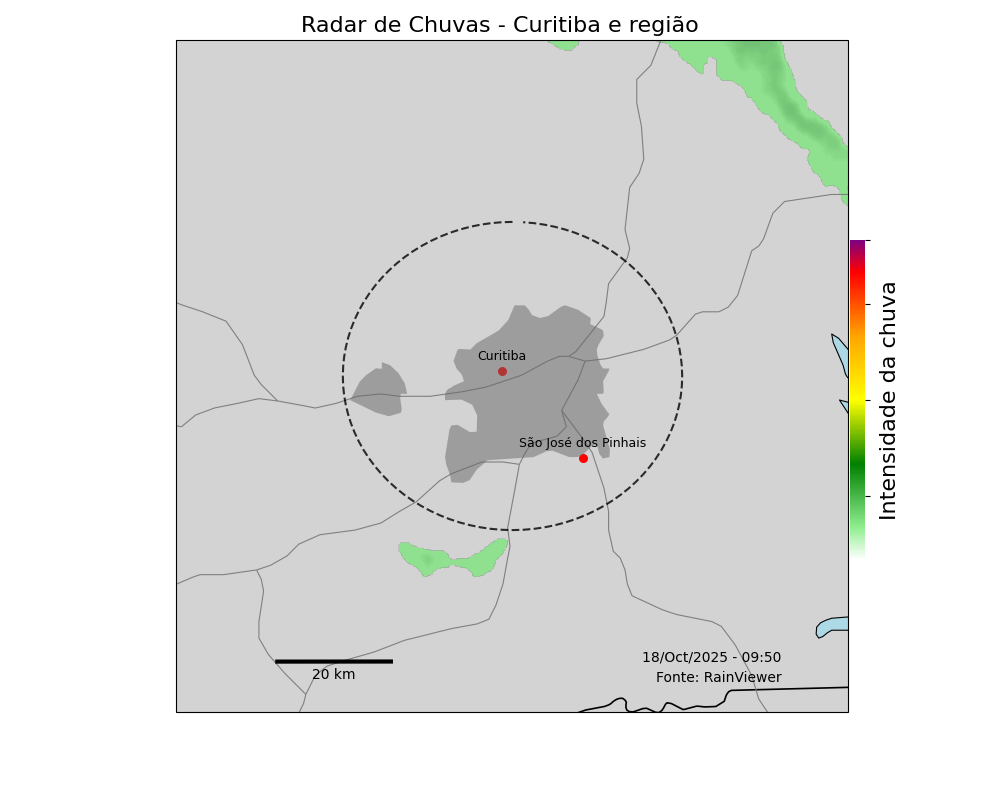 Radar de Chuvas - Curitiba e região
Curitiba
São José dos Pinhais
Intensidade da chuva
18/Oct/2025 - 09:50
Fonte: RainViewer
20 km